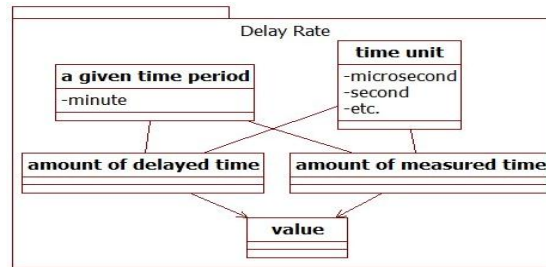 Delay Rate
time unit
-microsecond
-second
-etc.
a given time period
-minute
amount of delayed time
amount of measured time
value